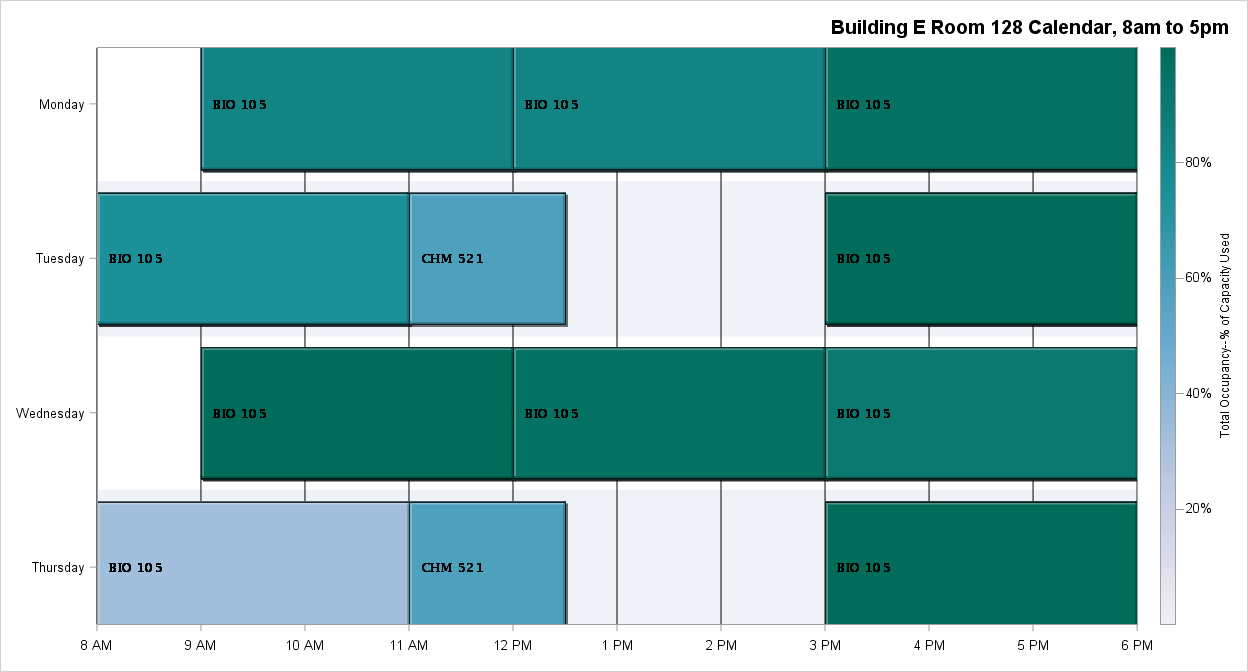 Building E Room 128 Calendar, 8am to 5pm
Monday
BIO 105
BIO 105
BIO 105
Tuesday
BIO 105
CHM 521
BIO 105
Wednesday
BIO 105
BIO 105
BIO 105
Thursday
BIO 105
CHM 521
BIO 105
8 AM
9 AM
10 AM
11 AM
12 PM
1 PM
2 PM
3 PM
4 PM
5 PM
6 PM
80%
60%
40%
20%
Total Occupancy--% of Capacity Used